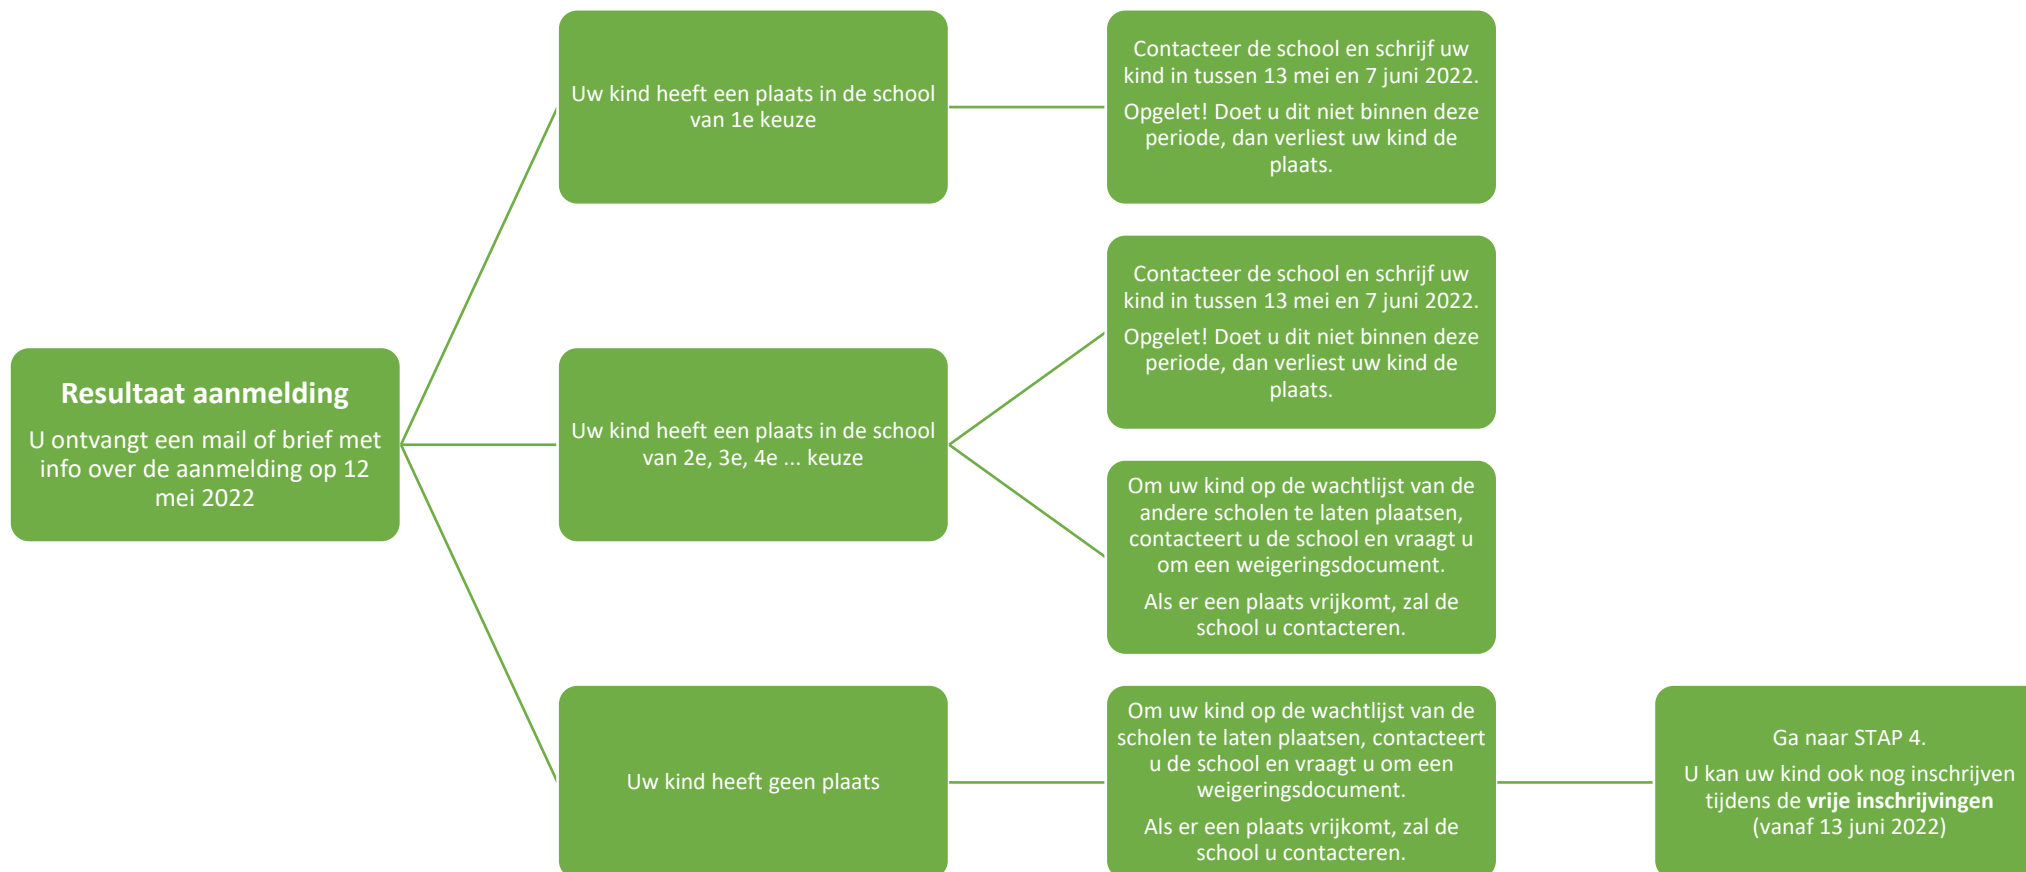 Resultaat aanmelding
U ontvangt een mail of brief met
info over de aanmelding op 12
mei 2022
Uw kind heeft een plaats in de school
van 1e keuze
Contacteer de school en schrijf uw
kind in tussen 13 mei en 7 juni 2022.
Opgelet! Doet u dit niet binnen deze
periode, dan verliest uw kind de
plaats.
Uw kind heeft een plaats in de school
van 2e, 3e, 4e ... keuze
Contacteer de school en schrijf uw
kind in tussen 13 mei en 7 juni 2022.
Opgelet! Doet u dit niet binnen deze
periode, dan verliest uw kind de
plaats.
Om uw kind op de wachtlijst van de
andere scholen te laten plaatsen,
contacteert u de school en vraagt u
om een weigeringsdocument.
Als er een plaats vrijkomt, zal de
school u contacteren.
Uw kind heeft geen plaats
Om uw kind op de wachtlijst van de
scholen te laten plaatsen, contacteert
u de school en vraagt u om een
weigeringsdocument.
Als er een plaats vrijkomt, zal de
school u contacteren.
Ga naar STAP 4.
U kan uw kind ook nog inschrijven
tijdens de vrije inschrijvingen
(vanaf 13 juni 2022)